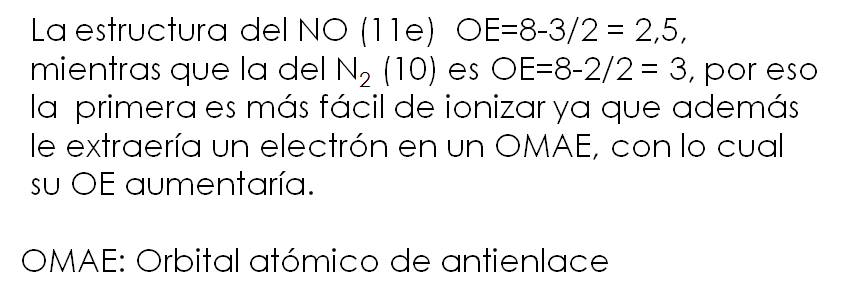 La estructura del NO (11e)  OE=8-3/2 = 2,5,
mientras que la del N₂ (10) es OE=8-2/2 = 3, por eso
la  primera es más fácil de ionizar ya que además
le extraería un electrón en un OMAE, con lo cual
su OE aumentaría.
OMAE: Orbital atómico de antienlace